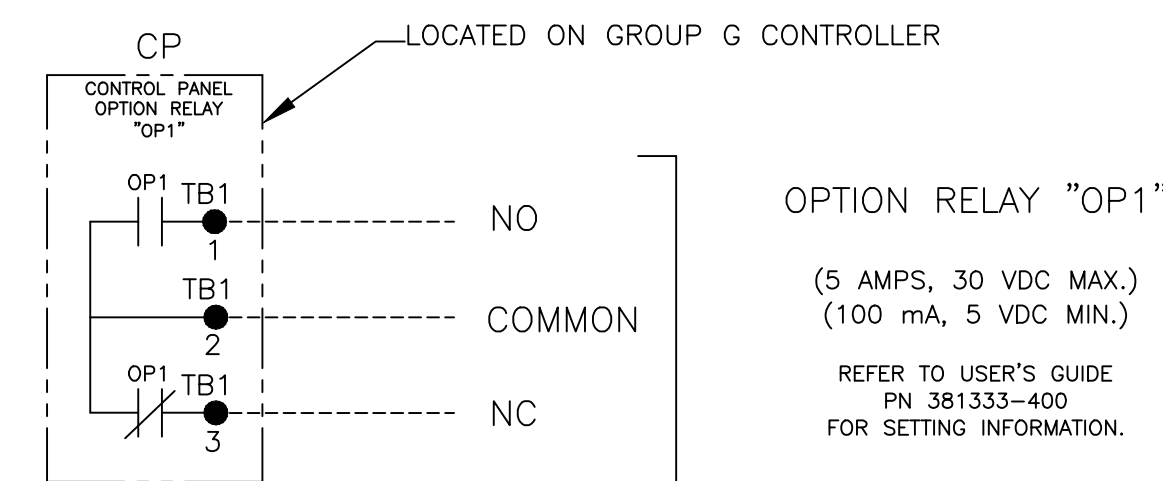 LOCATED ON GROUP G CONTROLLER
CP
CONTROL PANEL
OPTION RELAY
"OP1"
OP1
TB1
1
NO
TB1
2
COMMON
OP1
TB1
3
NC
OPTION RELAY "OP1"
(5 AMPS, 30 VDC MAX.)
(100 mA, 5 VDC MIN.)
REFER TO USER'S GUIDE
PN 381333-400
FOR SETTING INFORMATION.